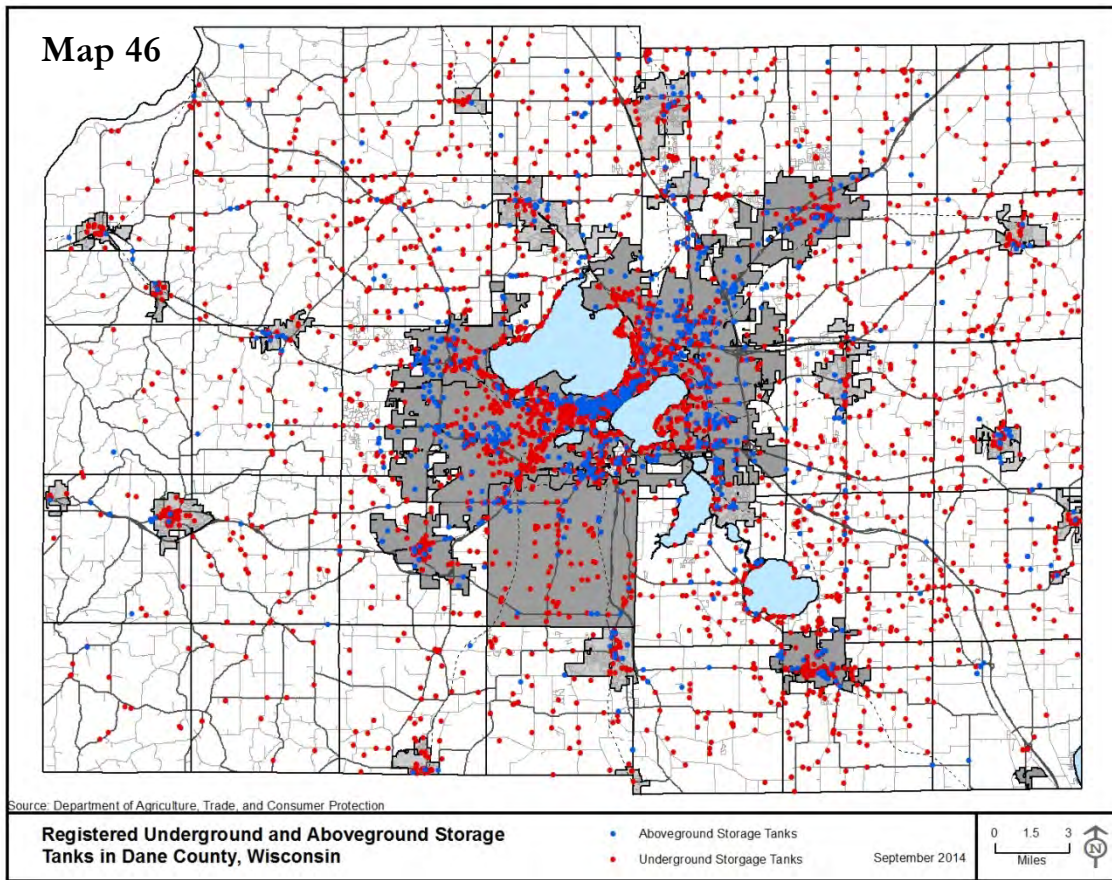 Map 46
Source: Department of Agriculture, Trade, and Consumer Protection
Registered Underground and Aboveground Storage
Tanks in Dane County, Wisconsin
Aboveground Storage Tanks
Underground Storgage Tanks
September 2014
0 1.5 3
Miles
N